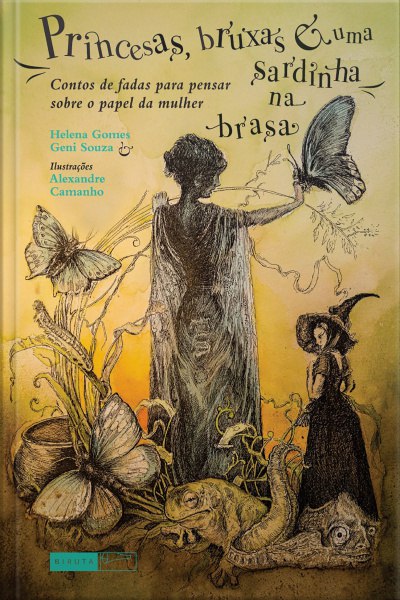 Princesas, bruxas & uma
sardinha
na
brasa
Contos de fadas para pensar
sobre o papel da mulher
Helena Gomes
Geni Souza &
Ilustrações
Alexandre
Camanho
BIRUTA